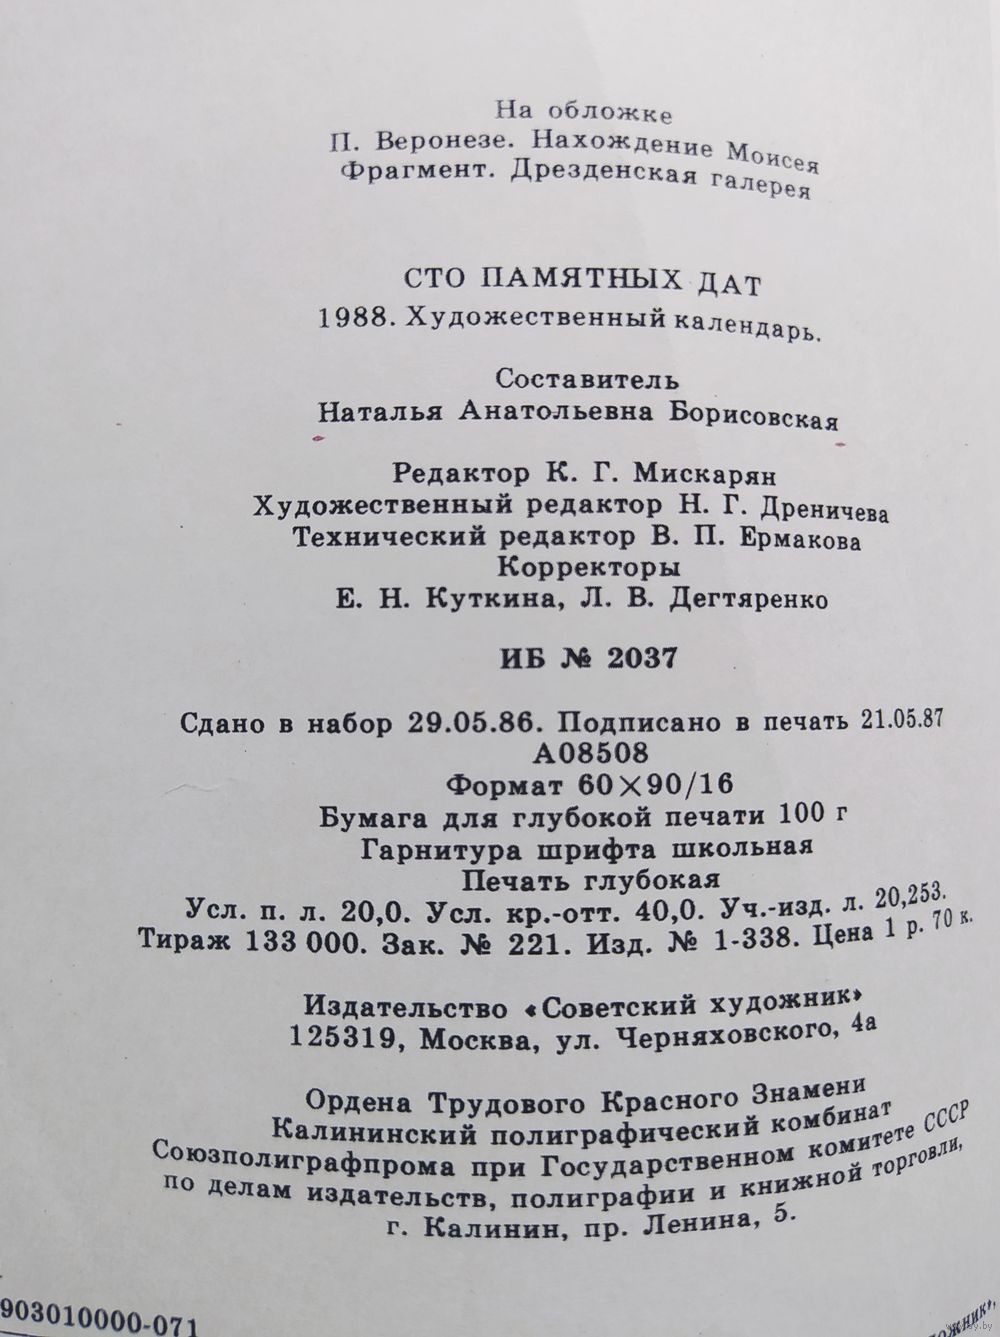 На обложке
П. Веронезе. Нахождение Моисея
Фрагмент. Дрезденская галерея
СТО ПАМЯТНЫХ ДАТ
1988. Художественный календарь.
Составитель
Наталья Анатольевна Борисовская
Редактор К. Г. Мискарян
Художественный редактор Н. Г. Дреничева
Технический редактор В. П. Ермакова
Корректоры
Е. Н. Куткина, Л. В. Дегтяренко
ИБ № 2037
Сдано в набор 29.05.86. Подписано в печать 21.05.87
А08508
Формат 60×90/16
Бумага для глубокой печати 100 г
Гарнитура шрифта школьная
Печать глубокая
Усл. п. л. 20,0. Усл. кр.-отт. 40,0. Уч.-изд. л. 20,253.
Тираж 133 000. Зак. № 221. Изд. № 1-338. Цена 1 р. 70 к.
Издательство «Советский художник»
125319, Москва, ул. Черняховского, 4а
Ордена Трудового Красного Знамени
Калининский полиграфический комбинат
Союзполиграфпрома при Государственном комитете СССР
по делам издательств, полиграфии и книжной торговли,
г. Калинин, пр. Ленина, 5.
903010000-071